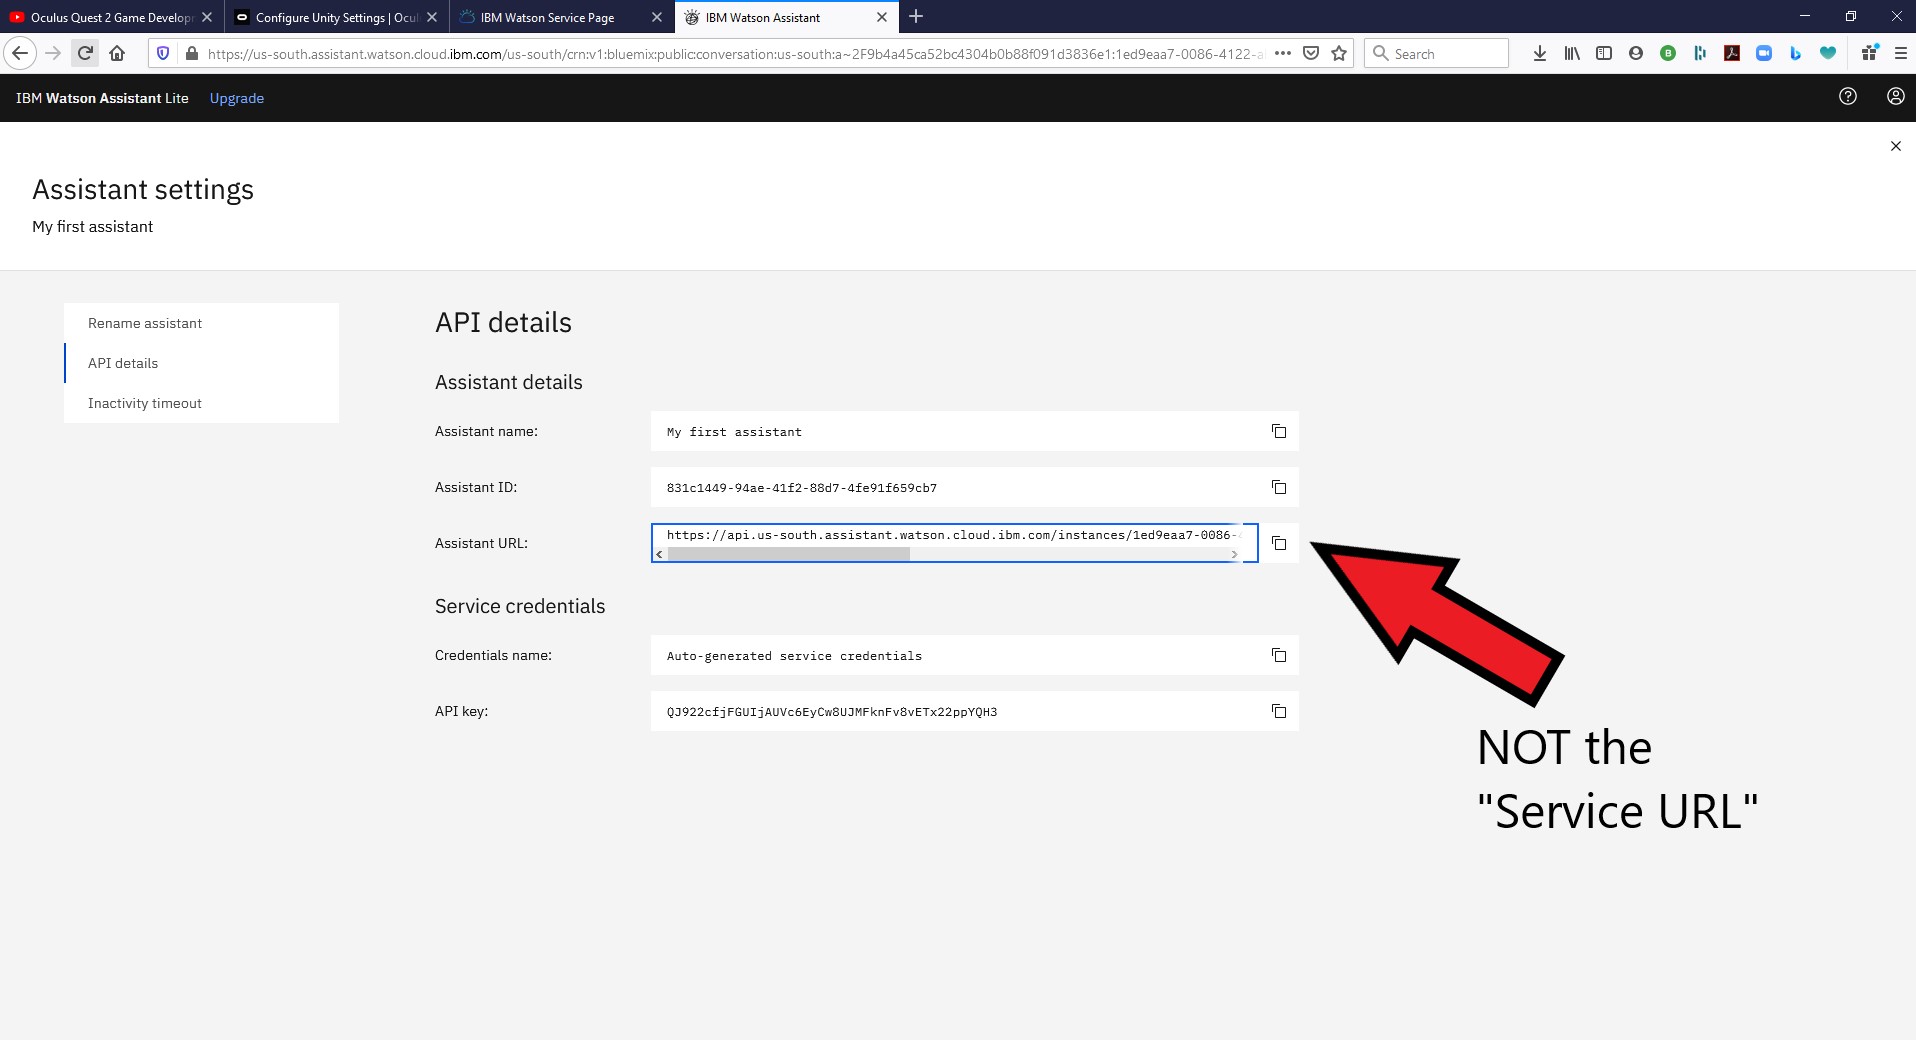 Oculus Quest 2 Game Develop
Configure Unity Settings | Ocu
IBM Watson Service Page
IBM Watson Assistant
https://us-south.assistant.watson.cloud.ibm.com/us-south/crn:v1:bluemix:public:conversation:us-south:a~2F9b4a45ca52bc4304b0b88f091d3836e1:1ed9eaa7-0086-4122-a
Search
IBM Watson Assistant Lite
Upgrade
Assistant settings
My first assistant
Rename assistant
API details
Inactivity timeout
API details
Assistant details
Assistant name:
My first assistant
Assistant ID:
831c1449-94ae-41f2-88d7-4fe91f659cb7
Assistant URL:
https://api.us-south.assistant.watson.cloud.ibm.com/instances/1ed9eaa7-0086-
Service credentials
Credentials name:
Auto-generated service credentials
API key:
QJ922cfjFGUIjAUVc6EyCw8UJMFknFv8vETx22ppYQH3
NOT the
"Service URL"